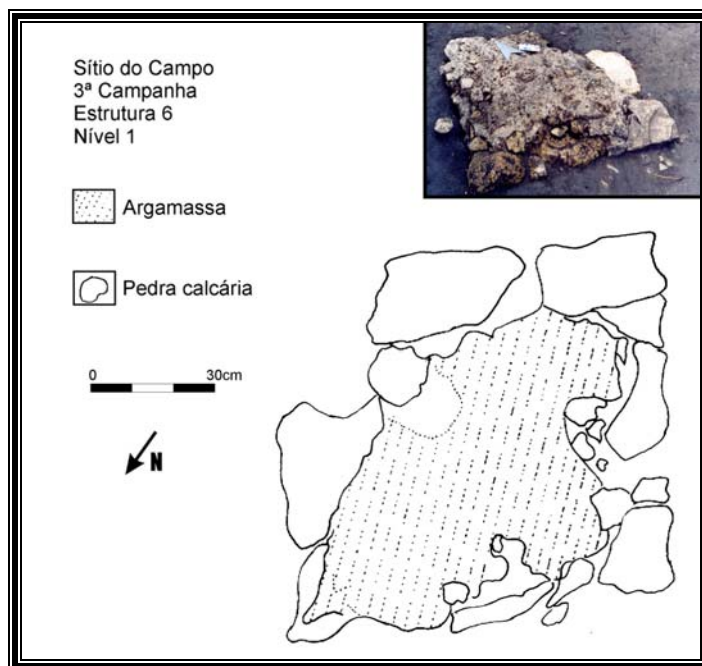 Sítio do Campo
3ª Campanha
Estrutura 6
Nível 1
Argamassa
Pedra calcária
0 30cm
N